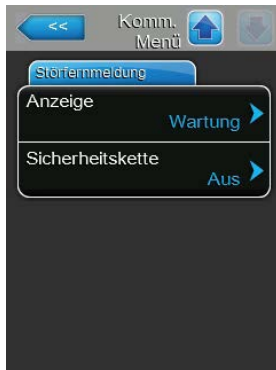 <<
Komm.
Menü
Störfernmeldung
Anzeige
Wartung
Sicherheitskette
Aus